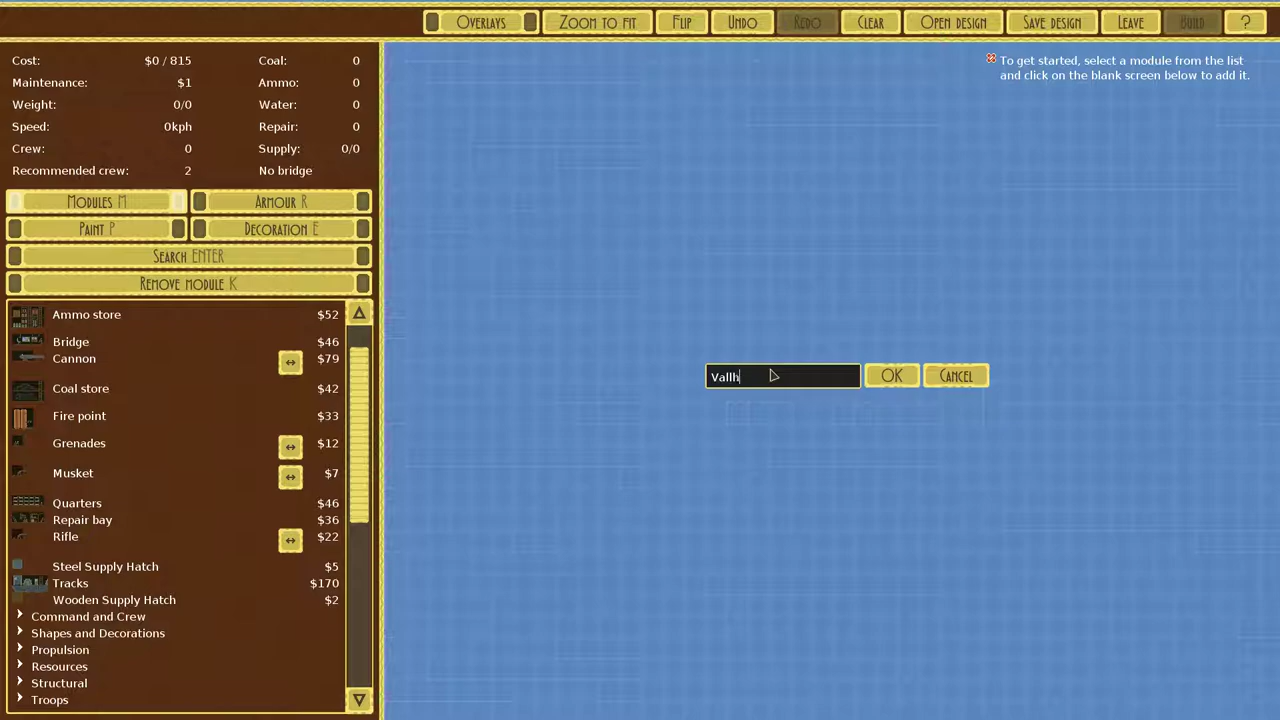 OVERLAYS ZOOM TO FIT FLIP UNDO REDO CLEAR OPEN DESIGN SAVE DESIGN LEAVE BUILD ?
Cost: $0 / 815 Coal: 0
Maintenance: $1 Ammo: 0
Weight: 0/0 Water: 0
Speed: 0kph Repair: 0
Crew: 0 Supply: 0/0
Recommended crew: 2 No bridge
To get started, select a module from the list
and click on the blank screen below to add it.
MODULES M ARMOUR R
PAINT P DECORATION E
SEARCH ENTER
REMOVE MODULE K
Ammo store $52
Bridge $46
Cannon $79
Coal store $42
Fire point $33
Grenades $12
Musket $7
Quarters $46
Repair bay $36
Rifle $22
Steel Supply Hatch $5
Tracks $170
Wooden Supply Hatch $2
Command and Crew
Shapes and Decorations
Propulsion
Resources
Structural
Troops
Vallh OK CANCEL